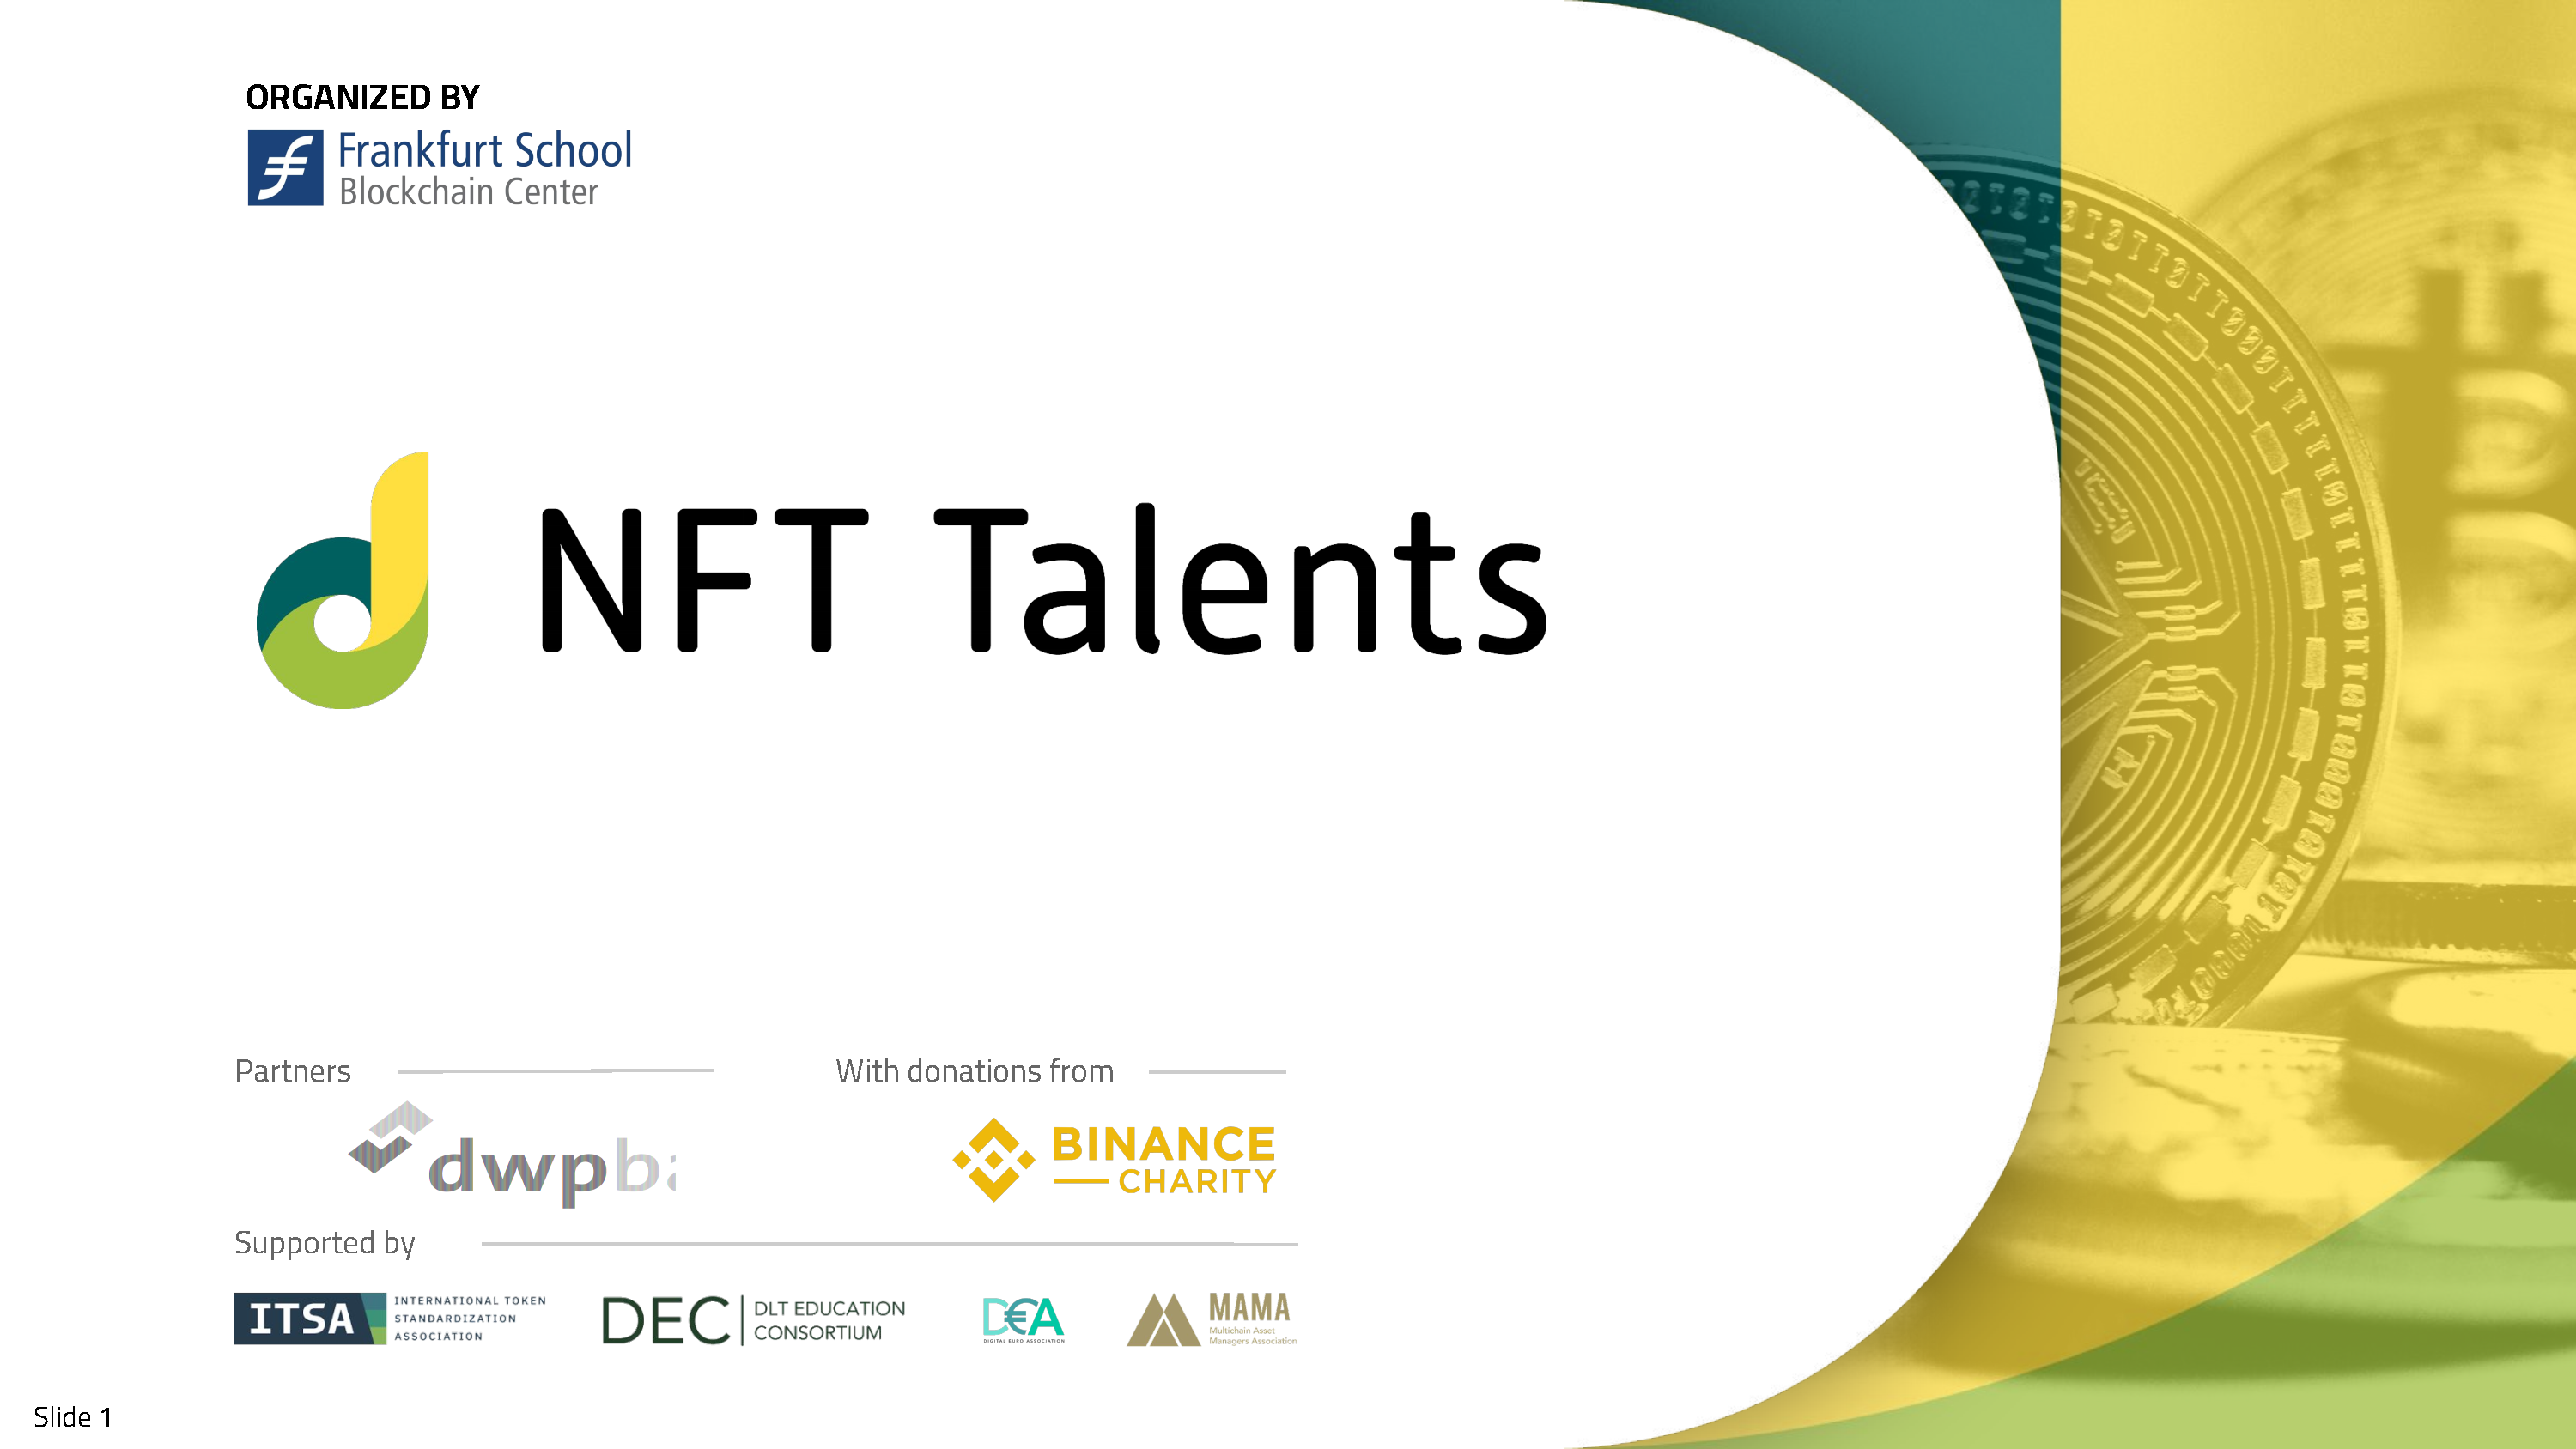 ORGANIZED BY
Frankfurt School
Blockchain Center
NFT Talents
Partners
With donations from
dwpb
BINANCE
CHARITY
Supported by
ITSA
INTERNATIONAL TOKEN
STANDARDIZATION
ASSOCIATION
DEC
DLT EDUCATION
CONSORTIUM
D€A
DIGITAL EURO ASSOCIATION
MAMA
Multichain Asset
Managers Association
Slide 1